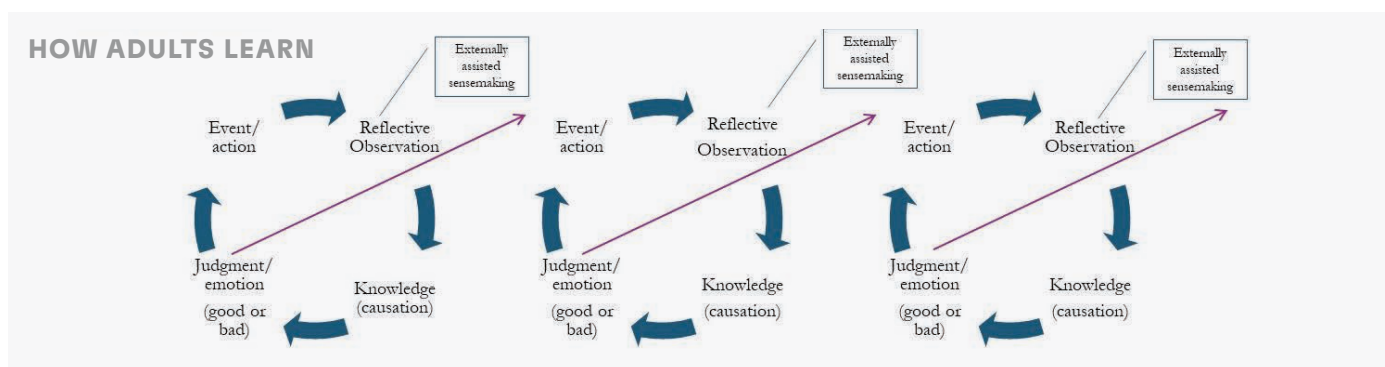 HOW ADULTS LEARN
Externally
assisted
sensemaking
Event/
action
Reflective
Observation
Knowledge
(causation)
Judgment/
emotion
(good or
bad)
Externally
assisted
sensemaking
Event/
action
Reflective
Observation
Knowledge
(causation)
Judgment/
emotion
(good or
bad)
Externally
assisted
sensemaking
Event/
action
Reflective
Observation
Knowledge
(causation)
Judgment/
emotion
(good or
bad)